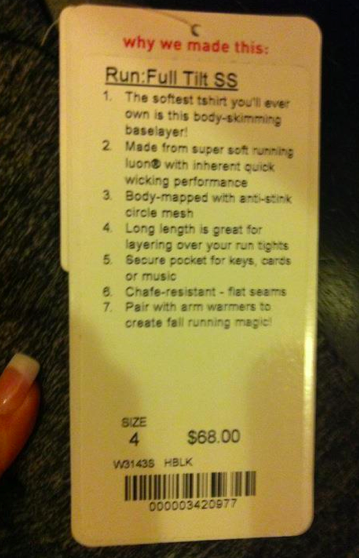 why we made this:
Run:Full Tilt SS
1. The softest tshirt you'll ever
own is this body-skimming
baselayer!
2. Made from super soft running
luon® with inherent quick
wicking performance
3. Body-mapped with anti-stink
circle mesh
4. Long length is great for
layering over your run tights
5. Secure pocket for keys, cards
or music
6. Chafe-resistant - flat seams
7. Pair with arm warmers to
create fall running magic!
SIZE
4 $68.00
W3143S HBLK
000003420977